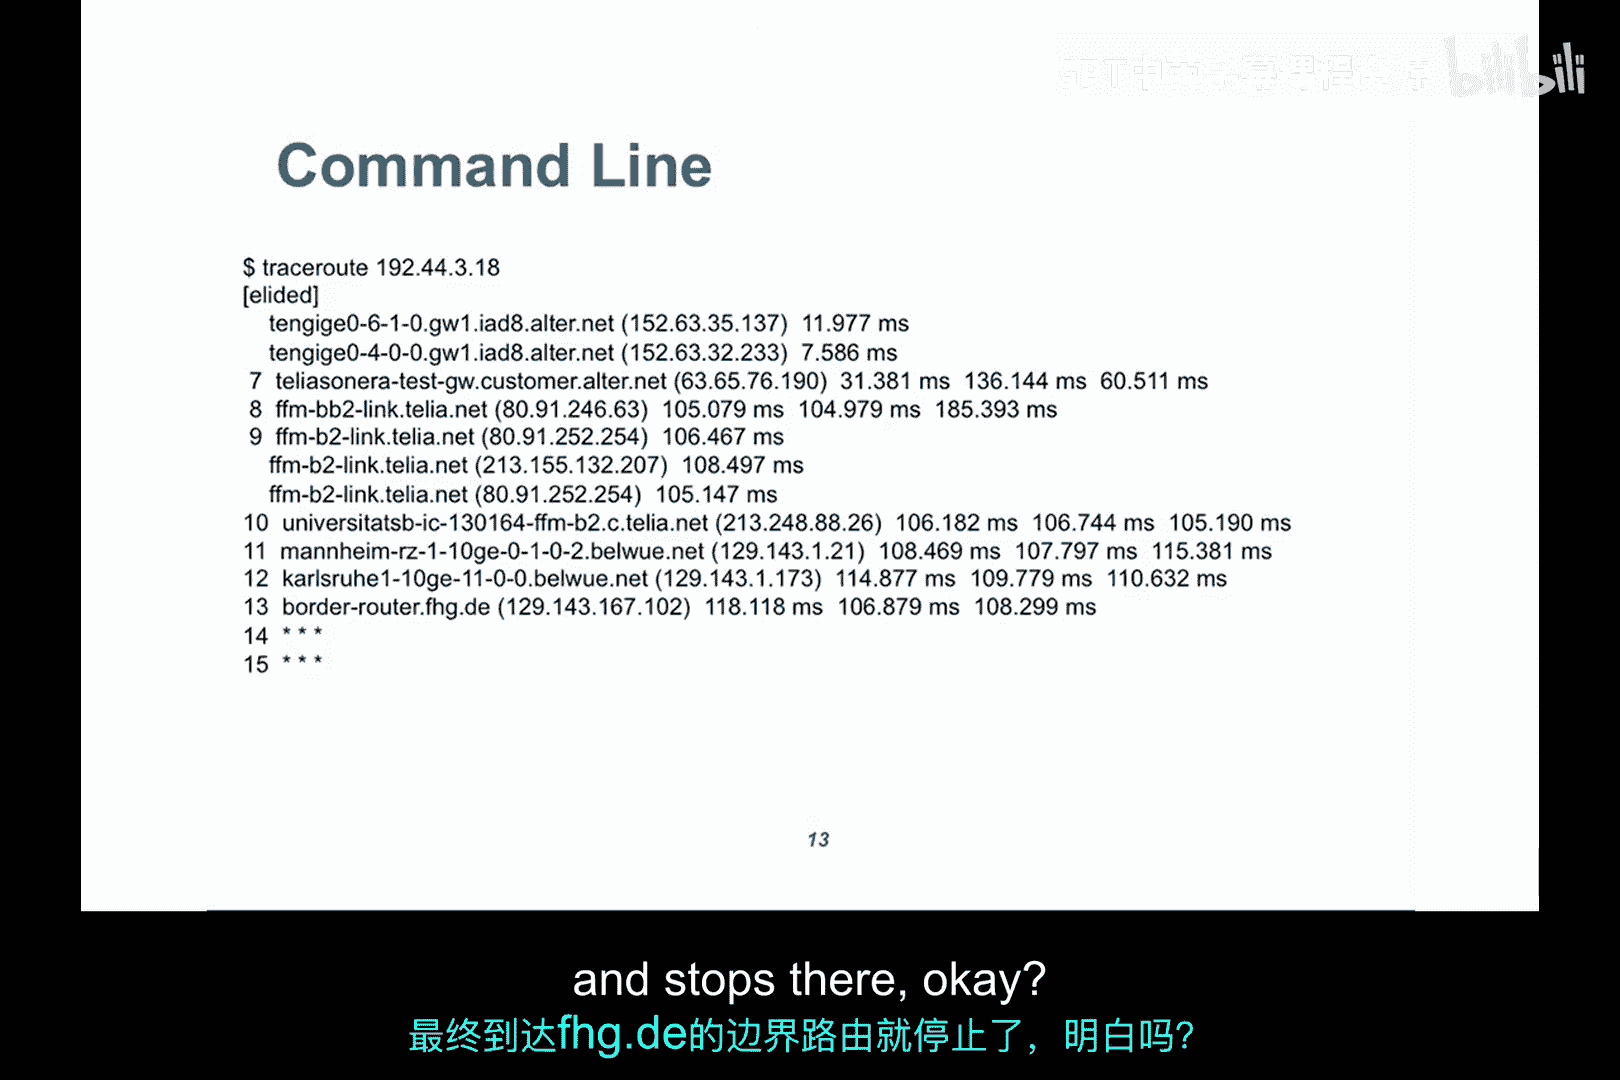 bilibili
Command Line
$ traceroute 192.44.3.18
[elided]
tengige0-6-1-0.gw1.iad8.alter.net (152.63.35.137) 11.977 ms
tengige0-4-0-0.gw1.iad8.alter.net (152.63.32.233) 7.586 ms
7 teliasonera-test-gw.customer.alter.net (63.65.76.190) 31.381 ms 136.144 ms 60.511 ms
8 ffm-bb2-link.telia.net (80.91.246.63) 105.079 ms 104.979 ms 185.393 ms
9 ffm-b2-link.telia.net (80.91.252.254) 106.467 ms
ffm-b2-link.telia.net (213.155.132.207) 108.497 ms
ffm-b2-link.telia.net (80.91.252.254) 105.147 ms
10 universitatsb-ic-130164-ffm-b2.c.telia.net (213.248.88.26) 106.182 ms 106.744 ms 105.190 ms
11 mannheim-rz-1-10ge-0-1-0-2.belwue.net (129.143.1.21) 108.469 ms 107.797 ms 115.381 ms
12 karlsruhe1-10ge-11-0-0.belwue.net (129.143.1.173) 114.877 ms 109.779 ms 110.632 ms
13 border-router.fhg.de (129.143.167.102) 118.118 ms 106.879 ms 108.299 ms
14 * * *
15 * * *
13
and stops there, okay?
最终到达fhg.de的边界路由就停止了，明白吗?